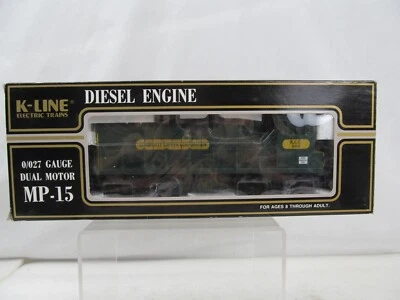 K-LINE
ELECTRIC TRAINS
DIESEL ENGINE
0/027 GAUGE
DUAL MOTOR
MP-15
FOR AGES 8 THROUGH ADULT.